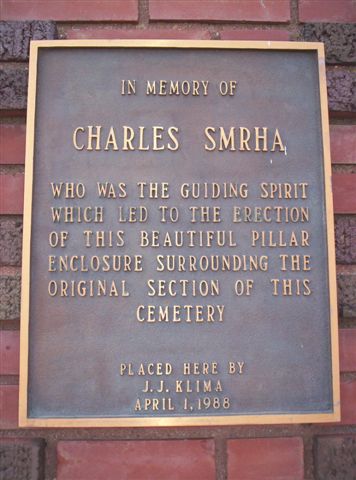 IN MEMORY OF
CHARLES SMRHA
WHO WAS THE GUIDING SPIRIT
WHICH LED TO THE ERECTION
OF THIS BEAUTIFUL PILLAR
ENCLOSURE SURROUNDING THE
ORIGINAL SECTION OF THIS
CEMETERY
PLACED HERE BY
J.J. KLIMA
APRIL 1, 1988